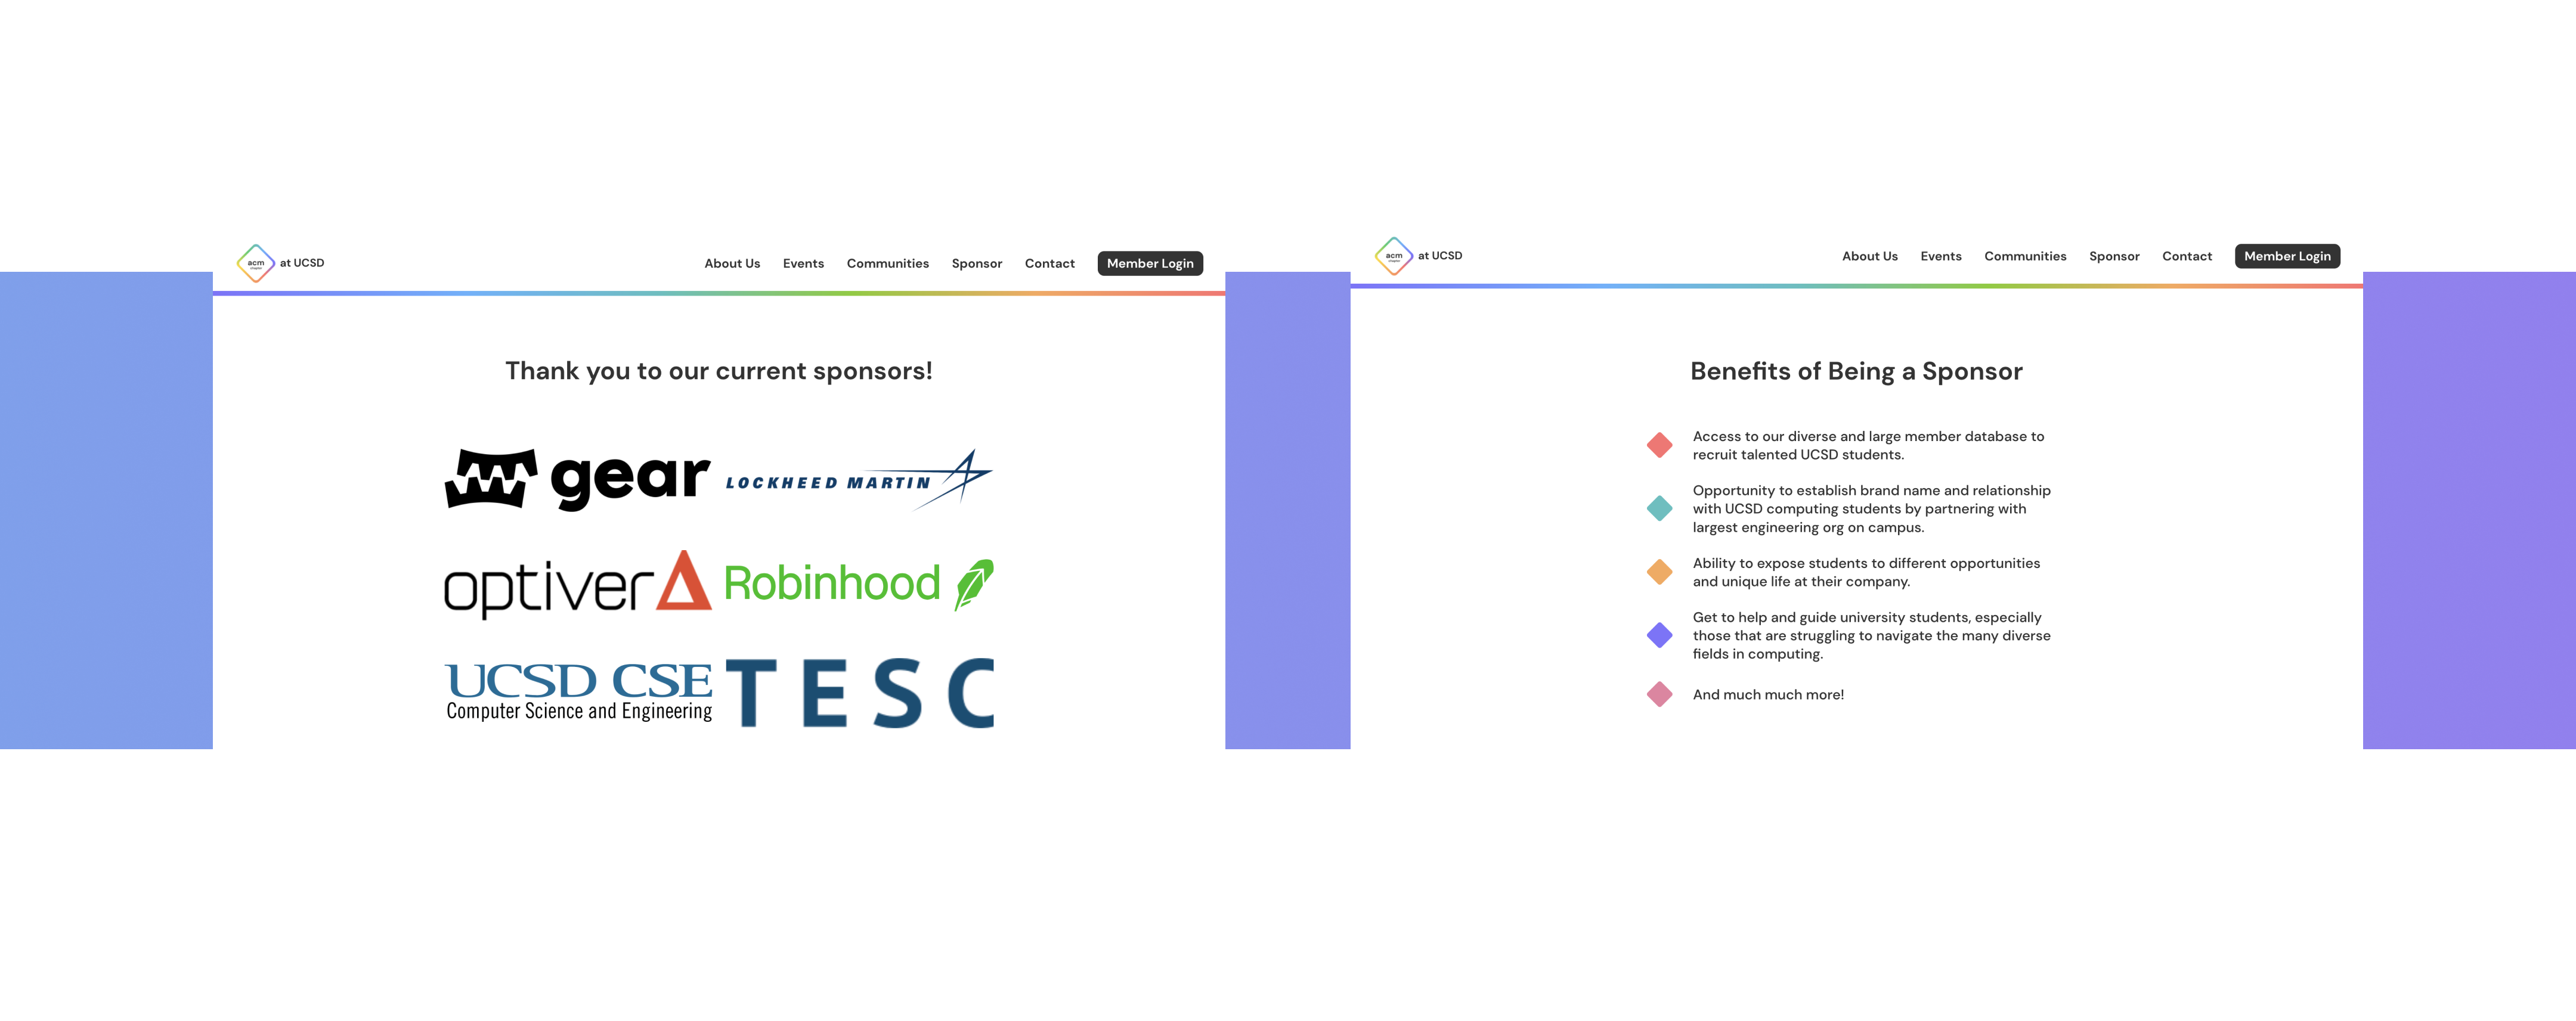 acm
chapter
at UCSD
About Us
Events
Communities
Sponsor
Contact
Member Login
Thank you to our current sponsors!
gear
LOCKHEED MARTIN
optiver
Robinhood
UCSD CSE
Computer Science and Engineering
TESC
acm
chapter
at UCSD
About Us
Events
Communities
Sponsor
Contact
Member Login
Benefits of Being a Sponsor
Access to our diverse and large member database to
recruit talented UCSD students.
Opportunity to establish brand name and relationship
with UCSD computing students by partnering with
largest engineering org on campus.
Ability to expose students to different opportunities
and unique life at their company.
Get to help and guide university students, especially
those that are struggling to navigate the many diverse
fields in computing.
And much much more!